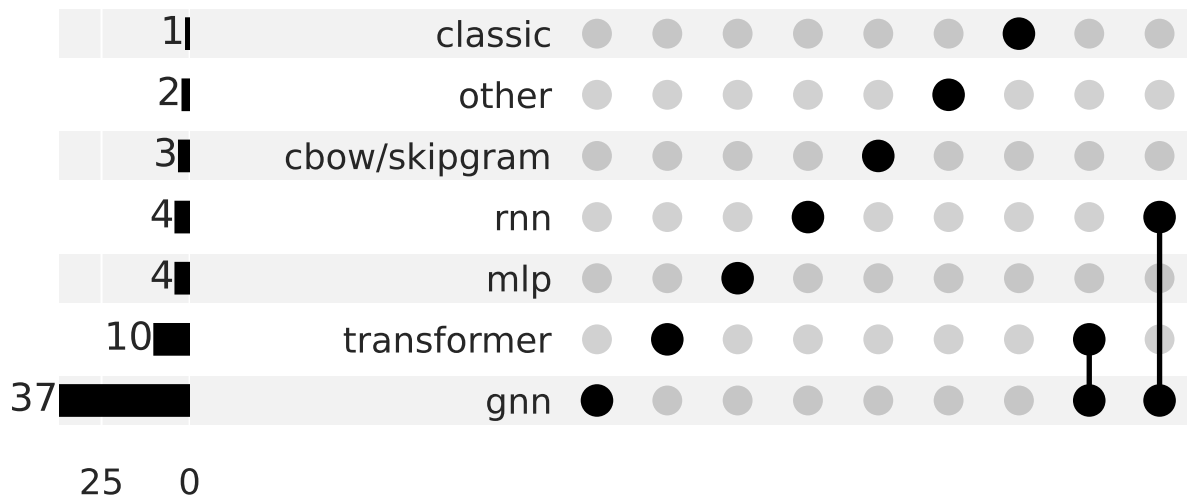 1 classic
2 other
3 cbow/skipgram
4 rnn
4 mlp
10 transformer
37 gnn
25 0